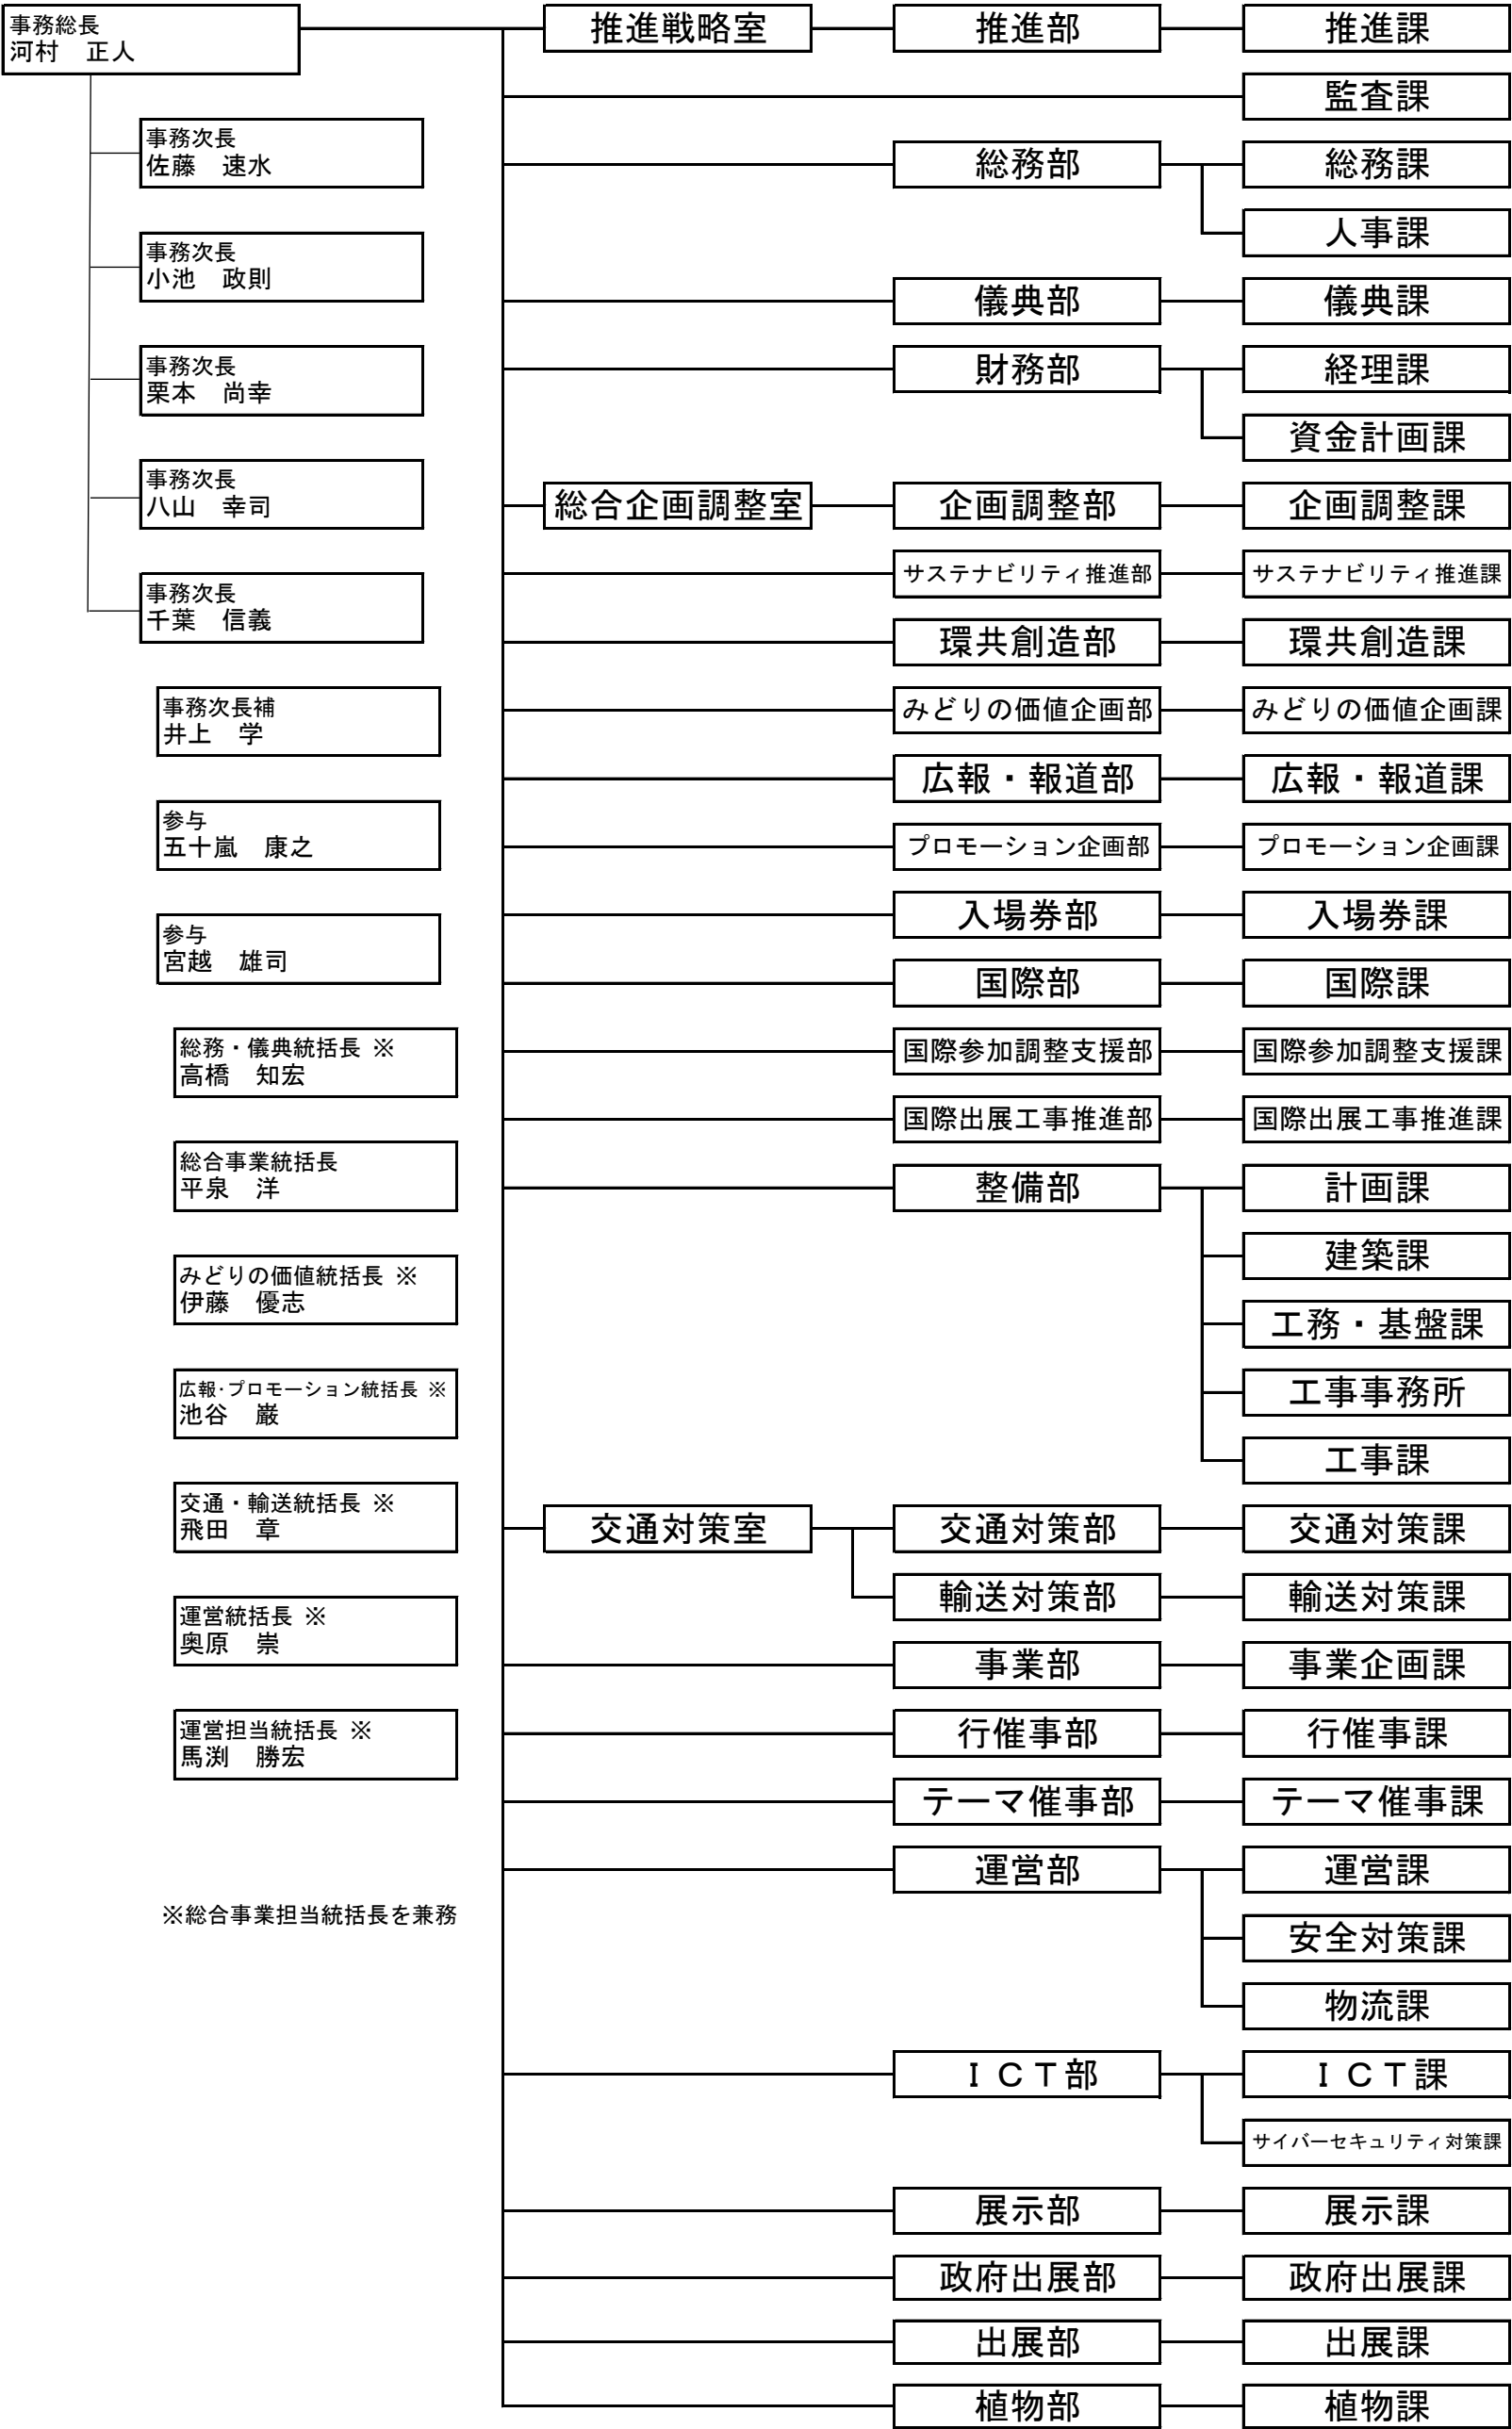 事務総長
河村　正人
事務次長
佐藤　速水
事務次長
小池　政則
事務次長
栗本　尚幸
事務次長
八山　幸司
事務次長
千葉　信義
事務次長補
井上　学
参与
五十嵐　康之
参与
宮越　雄司
総務・儀典統括長 ※
高橋　知宏
総合事業統括長
平泉　洋
みどりの価値統括長 ※
伊藤　優志
広報･プロモーション統括長 ※
池谷　巌
交通・輸送統括長 ※
飛田　章
運営統括長 ※
奥原　崇
運営担当統括長 ※
馬渕　勝宏
※総合事業担当統括長を兼務
推進戦略室
推進部
推進課
監査課
総務部
総務課
人事課
儀典部
儀典課
財務部
経理課
資金計画課
総合企画調整室
企画調整部
企画調整課
サステナビリティ推進部
サステナビリティ推進課
環共創造部
環共創造課
みどりの価値企画部
みどりの価値企画課
広報・報道部
広報・報道課
プロモーション企画部
プロモーション企画課
入場券部
入場券課
国際部
国際課
国際参加調整支援部
国際参加調整支援課
国際出展工事推進部
国際出展工事推進課
整備部
計画課
建築課
工務・基盤課
工事事務所
工事課
交通対策室
交通対策部
交通対策課
輸送対策部
輸送対策課
事業部
事業企画課
行催事部
行催事課
テーマ催事部
テーマ催事課
運営部
運営課
安全対策課
物流課
ＩＣＴ部
ＩＣＴ課
サイバーセキュリティ対策課
展示部
展示課
政府出展部
政府出展課
出展部
出展課
植物部
植物課